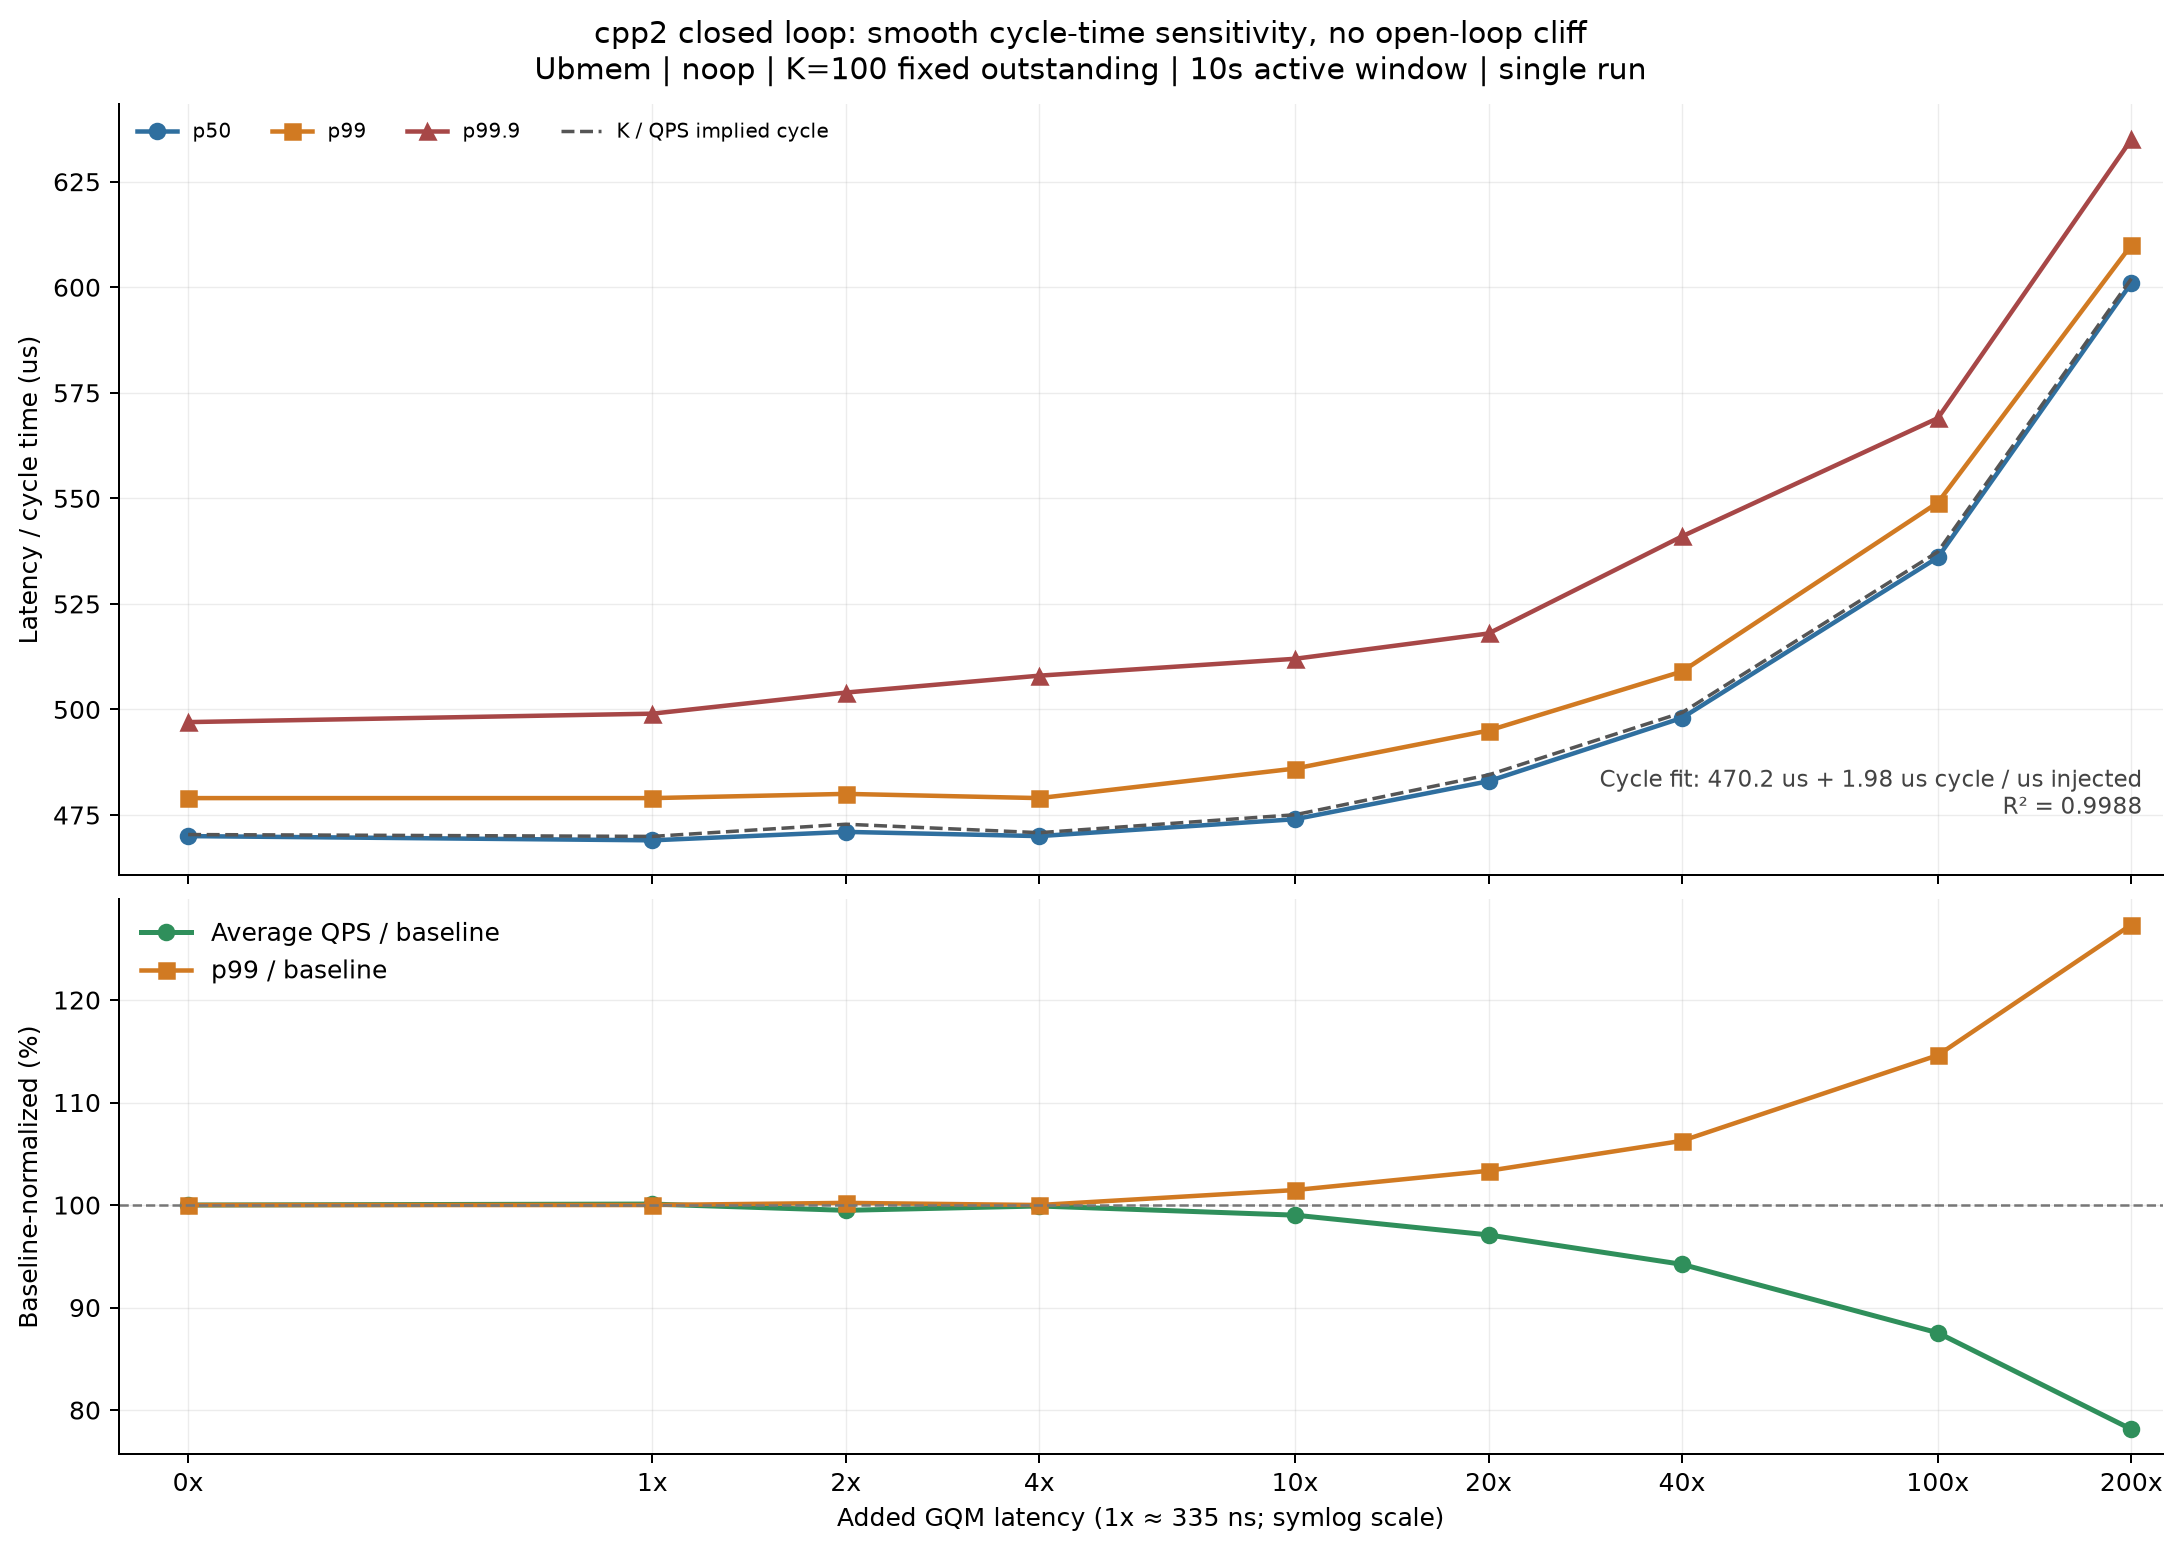 cpp2 closed loop: smooth cycle-time sensitivity, no open-loop cliff
Ubmem | noop | K=100 fixed outstanding | 10s active window | single run
p50
p99
p99.9
K / QPS implied cycle
Latency / cycle time (us)
625
600
575
550
525
500
475
Cycle fit: 470.2 us + 1.98 us cycle / us injected
R² = 0.9988
Average QPS / baseline
p99 / baseline
Baseline-normalized (%)
120
110
100
90
80
0x
1x
2x
4x
10x
20x
40x
100x
200x
Added GQM latency (1x ≈ 335 ns; symlog scale)